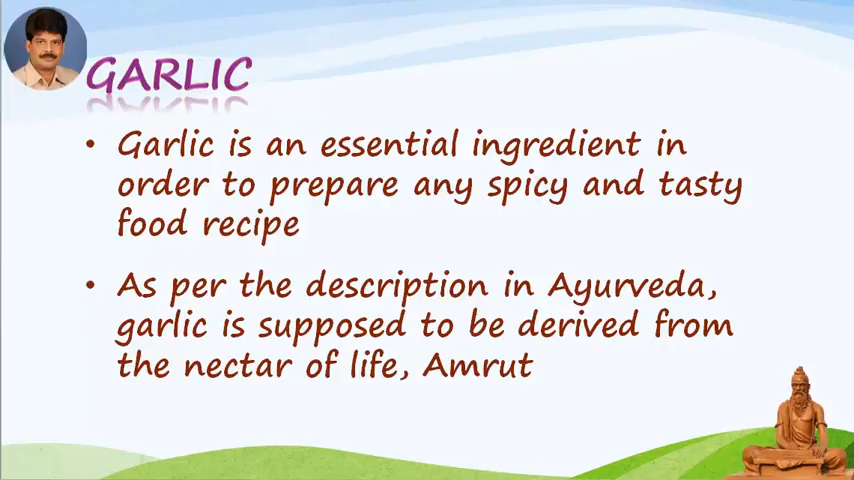 GARLIC
• Garlic is an essential ingredient in
order to prepare any spicy and tasty
food recipe
• As per the description in Ayurveda,
garlic is supposed to be derived from
the nectar of life, Amrut